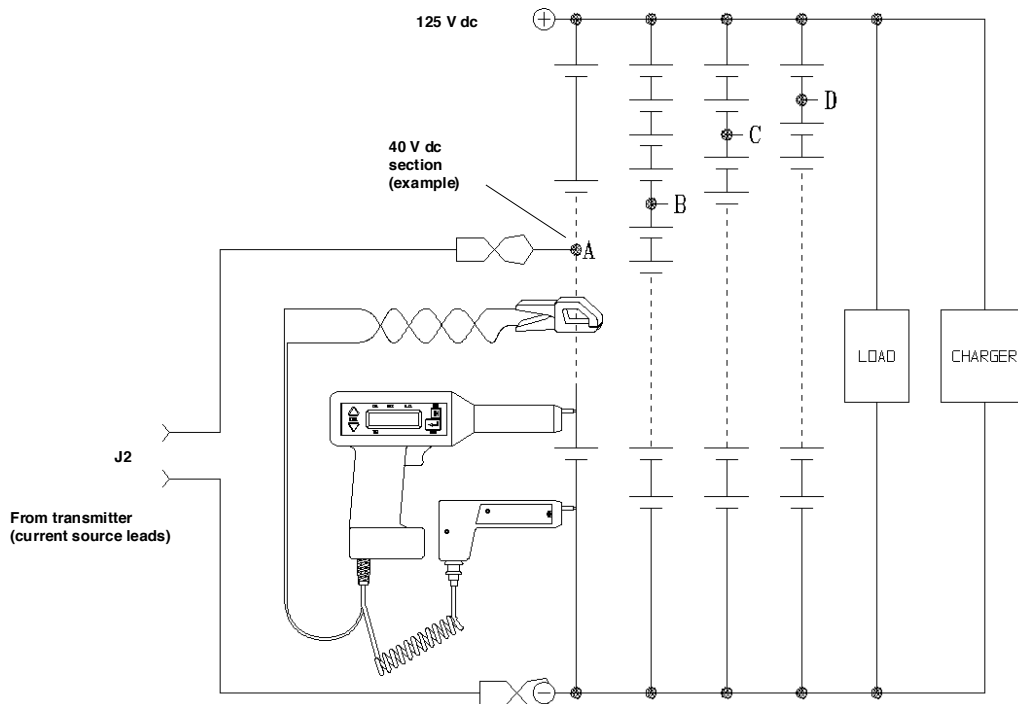 125 V dc
+
D
C
40 V dc
section
(example)
B
A
LOAD
CHARGER
J2
From transmitter
(current source leads)
−